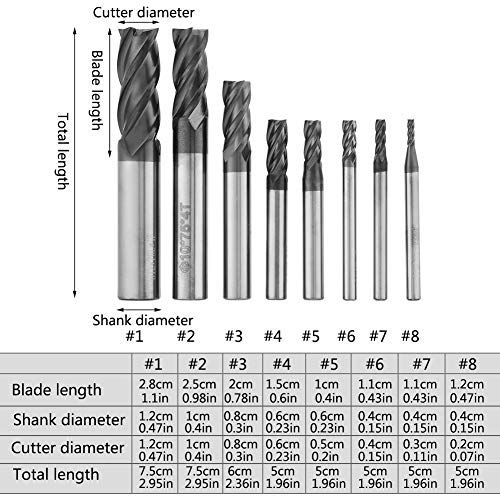 Cutter diameter
Blade length
Total length
Φ10*76*4T
Shank diameter
#1 #2 #3 #4 #5 #6 #7 #8
#1 #2 #3 #4 #5 #6 #7 #8
Blade length 2.8cm 2.5cm 2cm 1.5cm 1cm 1.1cm 1.1cm 1.2cm
1.1in 0.98in 0.78in 0.6in 0.4in 0.43in 0.43in 0.47in
Shank diameter 1.2cm 1cm 0.8cm 0.6cm 0.6cm 0.4cm 0.4cm 0.4cm
0.47in 0.4in 0.3in 0.23in 0.23in 0.15in 0.15in 0.15in
Cutter diameter 1.2cm 1cm 0.8cm 0.6cm 0.5cm 0.4cm 0.3cm 0.2cm
0.47in 0.4in 0.3in 0.23in 0.2in 0.15in 0.11in 0.07in
Total length 7.5cm 7.5cm 6cm 5cm 5cm 5cm 5cm 5cm
2.95in 2.95in 2.36in 1.96in 1.96in 1.96in 1.96in 1.96in